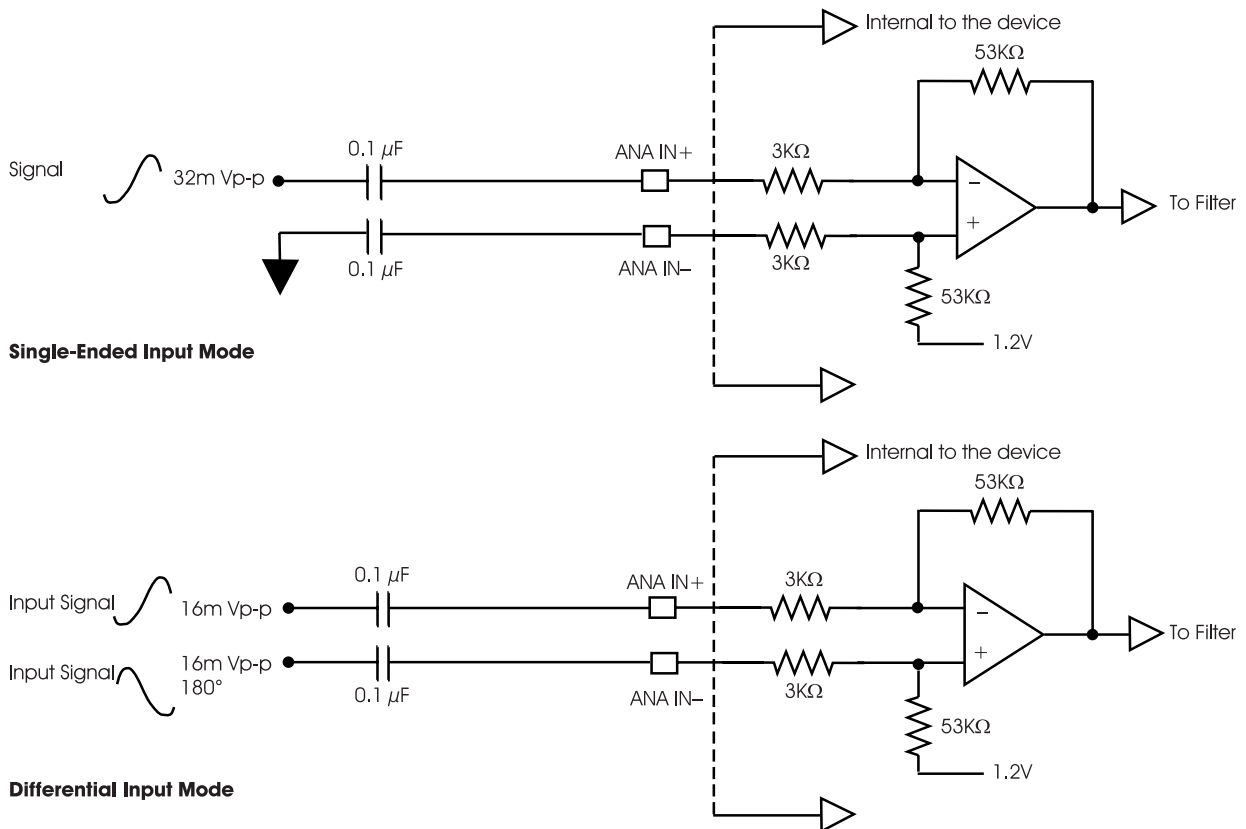 Internal to the device
53KΩ
Signal
32m Vp-p
0.1 µF
ANA IN+
3KΩ
−
To Filter
+
0.1 µF
ANA IN–
3KΩ
53KΩ
1.2V
Single-Ended Input Mode
Internal to the device
53KΩ
0.1 µF
ANA IN+
3KΩ
Input Signal
16m Vp-p
−
To Filter
Input Signal
16m Vp-p
180°
+
0.1 µF
ANA IN–
3KΩ
53KΩ
1.2V
Differential Input Mode